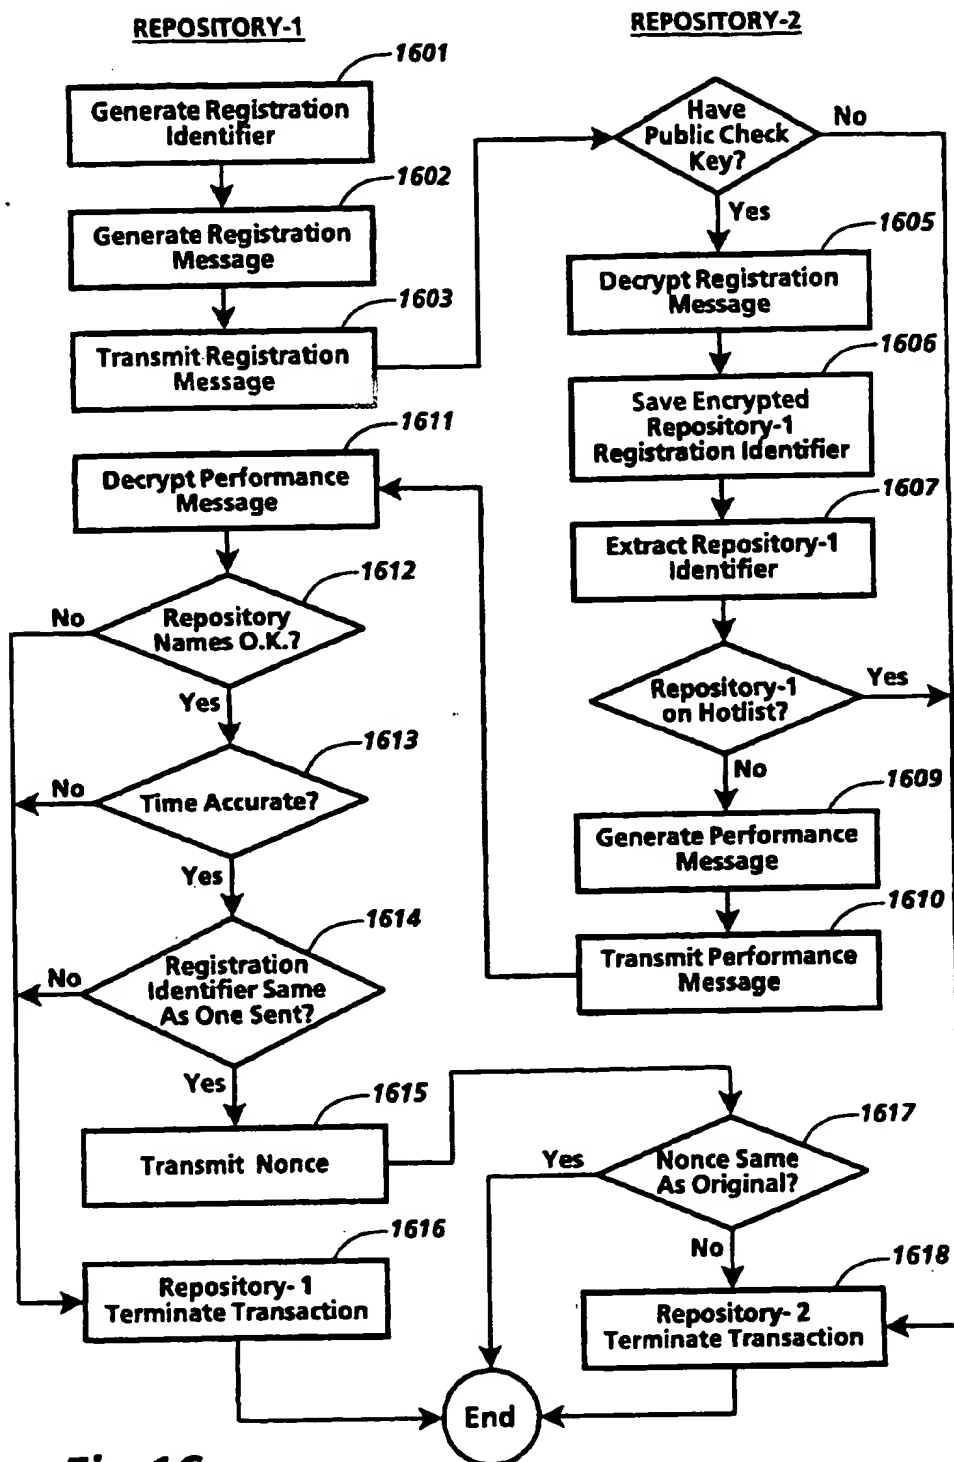 REPOSITORY-1
1601
Generate Registration
Identifier
1602
Generate Registration
Message
1603
Transmit Registration
Message
1611
Decrypt Performance
Message
1612
No
Repository
Names O.K.?
Yes
1613
No
Time Accurate?
Yes
1614
No
Registration
Identifier Same
As One Sent?
Yes
1615
Transmit Nonce
1616
Repository- 1
Terminate Transaction
REPOSITORY-2
Have
Public Check
Key?
No
Yes
1605
Decrypt Registration
Message
1606
Save Encrypted
Repository-1
Registration Identifier
1607
Extract Repository-1
Identifier
Repository-1
on Hotlist?
Yes
No
1609
Generate Performance
Message
1610
Transmit Performance
Message
1617
Yes
Nonce Same
As Original?
No
1618
Repository- 2
Terminate Transaction
End